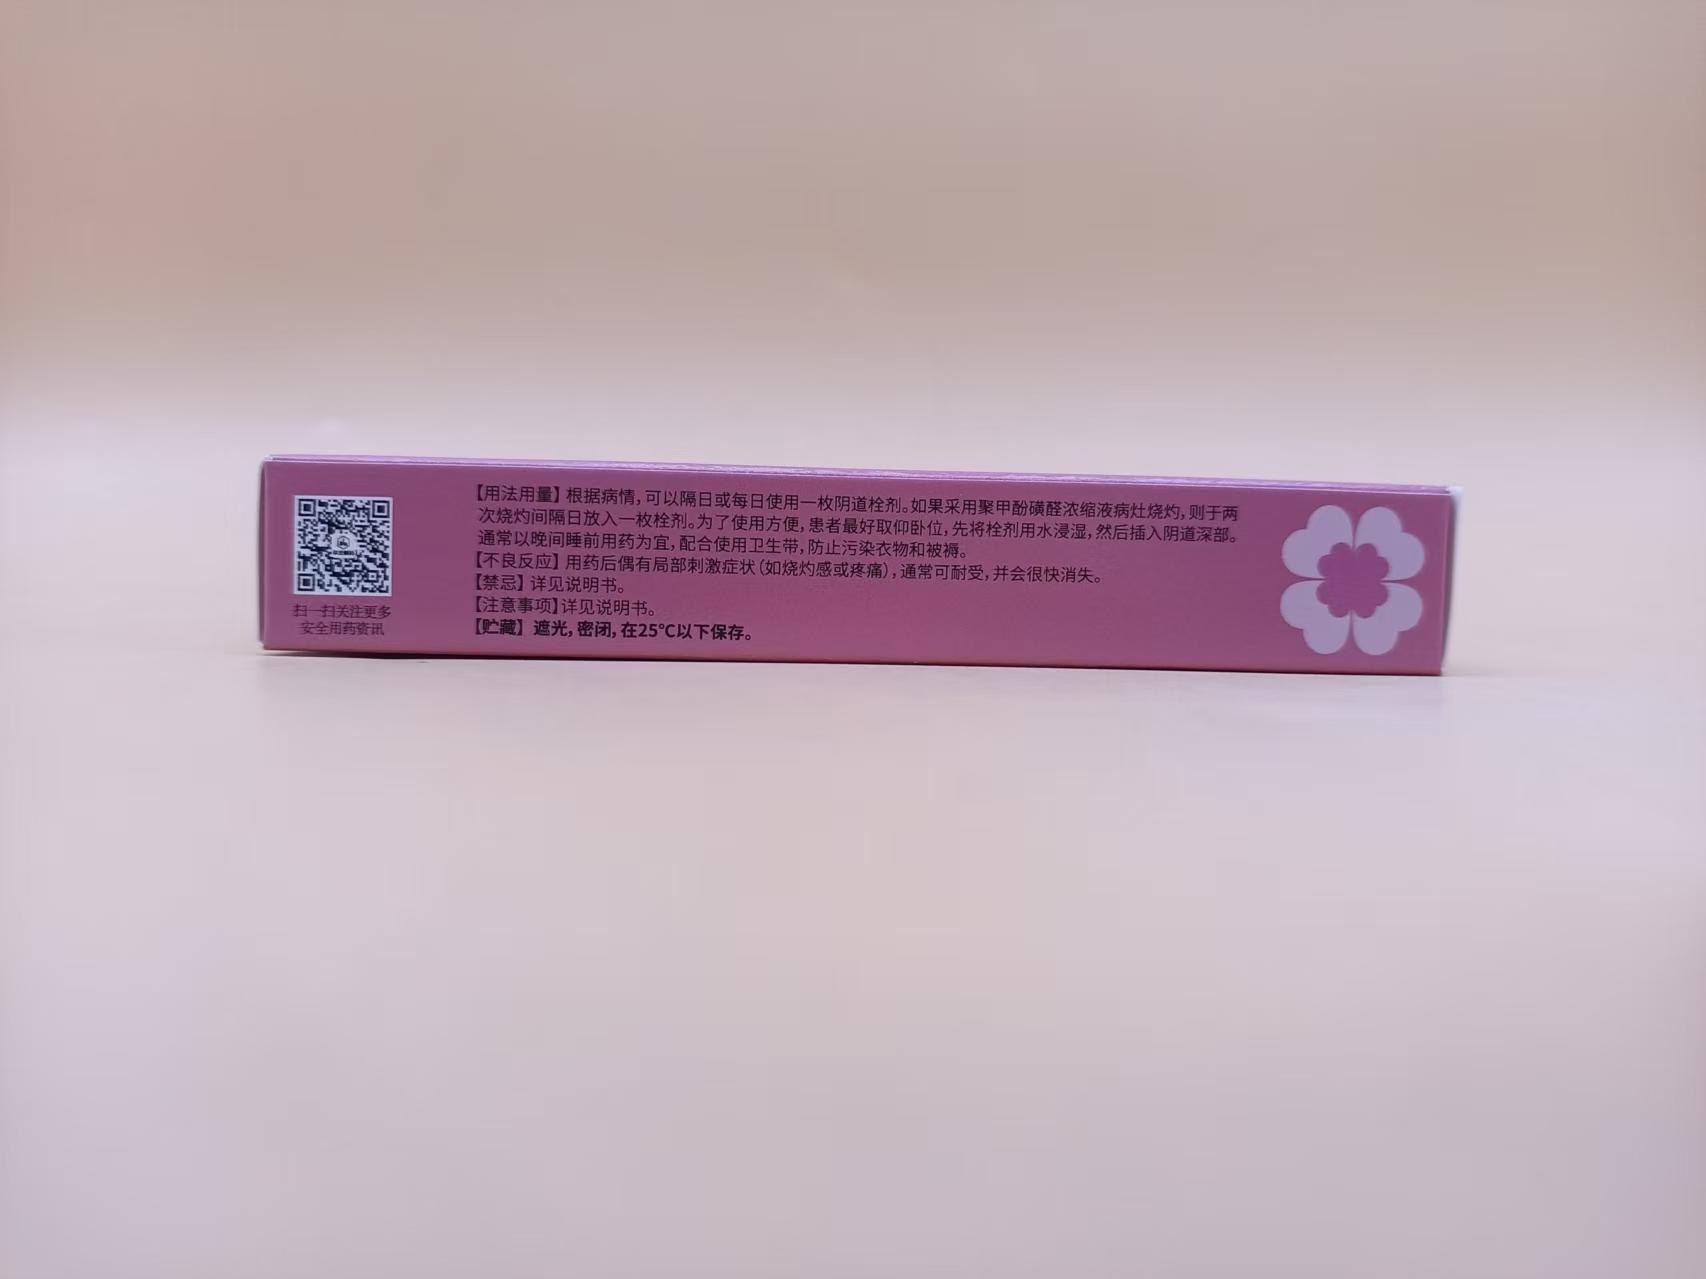 扫一扫关注更多
安全用药资讯
【用法用量】根据病情，可以隔日或每日使用一枚阴道栓剂。如果采用聚甲酚磺醛浓缩液病灶烧灼，则于两
次烧灼间隔日放入一枚栓剂。为了使用方便，患者最好取仰卧位，先将栓剂用水浸湿，然后插入阴道深部。
通常以晚间睡前用药为宜，配合使用卫生带，防止污染衣物和被褥。
【不良反应】用药后偶有局部刺激症状（如烧灼感或疼痛），通常可耐受，并会很快消失。
【禁忌】详见说明书。
【注意事项】详见说明书。
【贮藏】遮光，密闭，在25℃以下保存。